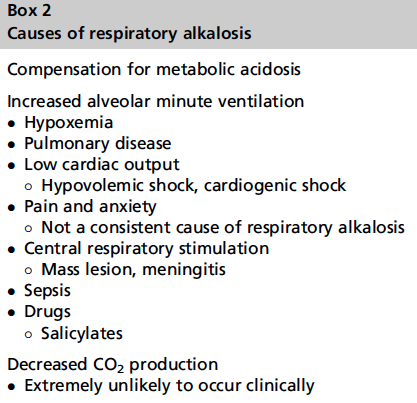 Box 2
Causes of respiratory alkalosis
Compensation for metabolic acidosis
Increased alveolar minute ventilation
• Hypoxemia
• Pulmonary disease
• Low cardiac output
○ Hypovolemic shock, cardiogenic shock
• Pain and anxiety
○ Not a consistent cause of respiratory alkalosis
• Central respiratory stimulation
○ Mass lesion, meningitis
• Sepsis
• Drugs
○ Salicylates
Decreased CO₂ production
• Extremely unlikely to occur clinically